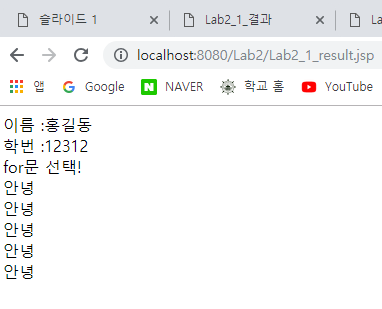 슬라이드 1 Lab2_1_결과 La
localhost:8080/Lab2/Lab2_1_result.jsp
앱 Google NAVER 학교 홈 YouTube
이름 :홍길동
학번 :12312
for문 선택!
안녕
안녕
안녕
안녕
안녕